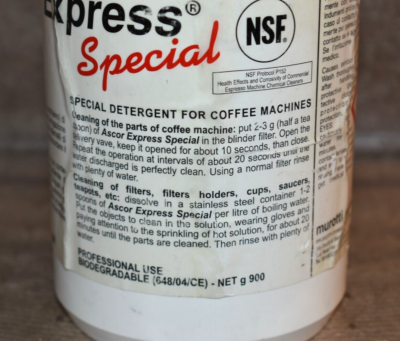 Express®
Special
NSF®
NSF Protocol P152
Health Effects and Corrosivity of Commercial
Espresso Machine Chemical Cleaners
SPECIAL DETERGENT FOR COFFEE MACHINES
Cleaning of the parts of coffee machine: put 2-3 g (half a tea
spoon) of Ascor Express Special in the blinder filter. Open the
delivery vave, keep it opened for about 10 seconds, than close.
Repeat the operation at intervals of about 20 seconds until the
water discharged is perfectly clean. Using a normal filter rinse
with plenty of water.
Cleaning of filters, filters holders, cups, saucers,
teapots, etc: dissolve in a stainless steel container 1-2
spoons of Ascor Express Special per litre of boiling water.
Put the objects to clean in the solution, wearing gloves and
paying attention to the sprinkling of hot solution, for about 20
minutes until the parts are cleaned. Then rinse with plenty of
water.
PROFESSIONAL USE
BIODEGRADABLE [648/04/CE] - NET g 900